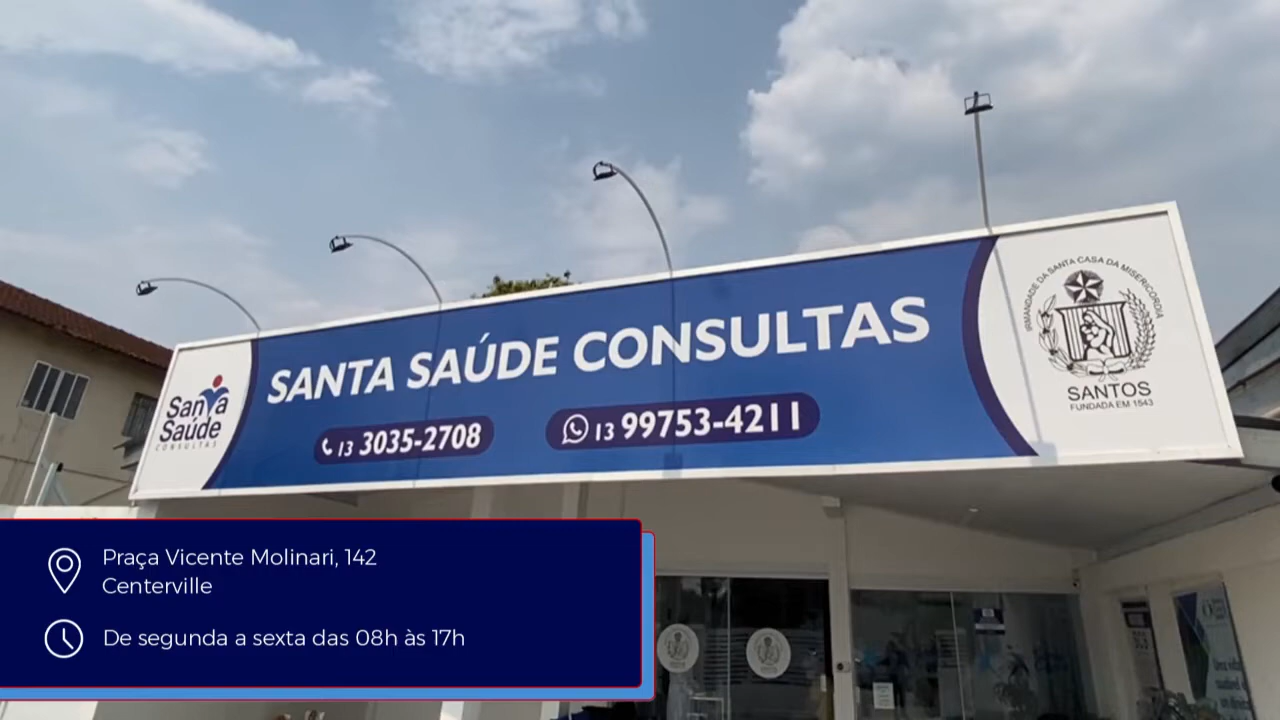 SANTA SAÚDE CONSULTAS
13 3035-2708
13 99753-4211
Santa
Saúde
CONSULTAS
IRMANDADE DA SANTA CASA DA MISERICORDIA
SANTOS
FUNDADA EM 1543
Praça Vicente Molinari, 142
Centerville
De segunda a sexta das 08h às 17h